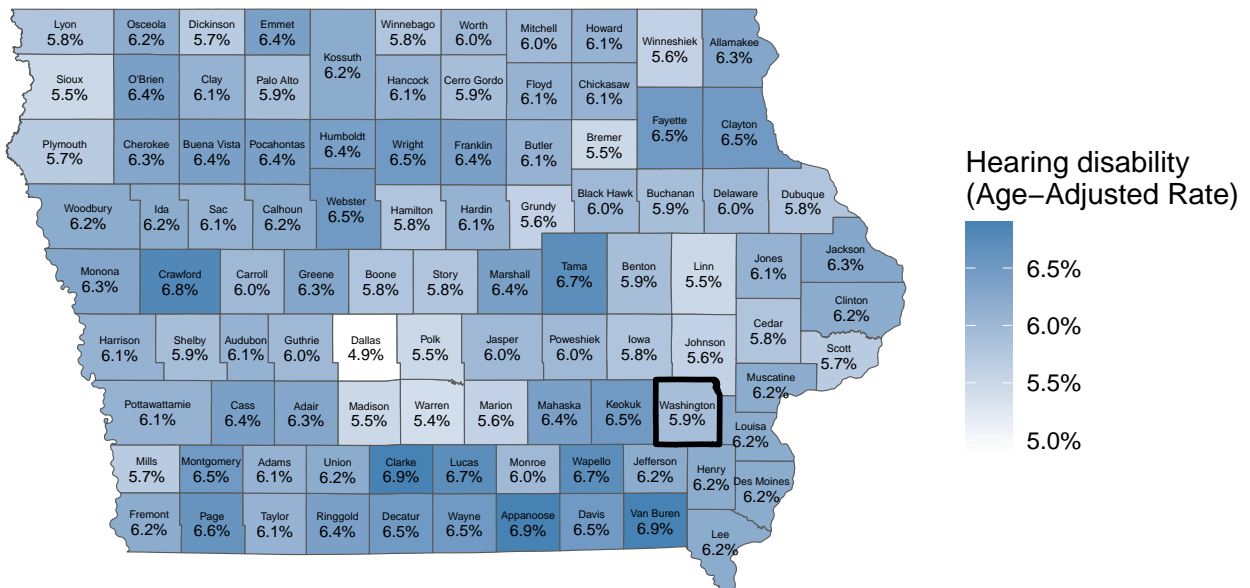 Lyon
5.8%
Osceola
6.2%
Dickinson
5.7%
Emmet
6.4%
Kossuth
6.2%
Winnebago
5.8%
Worth
6.0%
Mitchell
6.0%
Howard
6.1%
Winneshiek
5.6%
Allamakee
6.3%
Sioux
5.5%
O'Brien
6.4%
Clay
6.1%
Palo Alto
5.9%
Hancock
6.1%
Cerro Gordo
5.9%
Floyd
6.1%
Chickasaw
6.1%
Fayette
6.5%
Clayton
6.5%
Plymouth
5.7%
Cherokee
6.3%
Buena Vista
6.4%
Pocahontas
6.4%
Humboldt
6.4%
Wright
6.5%
Franklin
6.4%
Butler
6.1%
Bremer
5.5%
Woodbury
6.2%
Ida
6.2%
Sac
6.1%
Calhoun
6.2%
Webster
6.5%
Hamilton
5.8%
Hardin
6.1%
Grundy
5.6%
Black Hawk
6.0%
Buchanan
5.9%
Delaware
6.0%
Dubuque
5.8%
Monona
6.3%
Crawford
6.8%
Carroll
6.0%
Greene
6.3%
Boone
5.8%
Story
5.8%
Marshall
6.4%
Tama
6.7%
Benton
5.9%
Linn
5.5%
Jones
6.1%
Jackson
6.3%
Clinton
6.2%
Harrison
6.1%
Shelby
5.9%
Audubon
6.1%
Guthrie
6.0%
Dallas
4.9%
Polk
5.5%
Jasper
6.0%
Poweshiek
6.0%
Iowa
5.8%
Johnson
5.6%
Cedar
5.8%
Scott
5.7%
Muscatine
6.2%
Pottawattamie
6.1%
Cass
6.4%
Adair
6.3%
Madison
5.5%
Warren
5.4%
Marion
5.6%
Mahaska
6.4%
Keokuk
6.5%
Washington
5.9%
Louisa
6.2%
Mills
5.7%
Montgomery
6.5%
Adams
6.1%
Union
6.2%
Clarke
6.9%
Lucas
6.7%
Monroe
6.0%
Wapello
6.7%
Jefferson
6.2%
Henry
6.2%
Des Moines
6.2%
Fremont
6.2%
Page
6.6%
Taylor
6.1%
Ringgold
6.4%
Decatur
6.5%
Wayne
6.5%
Appanoose
6.9%
Davis
6.5%
Van Buren
6.9%
Lee
6.2%
Hearing disability
(Age−Adjusted Rate)
6.5%
6.0%
5.5%
5.0%